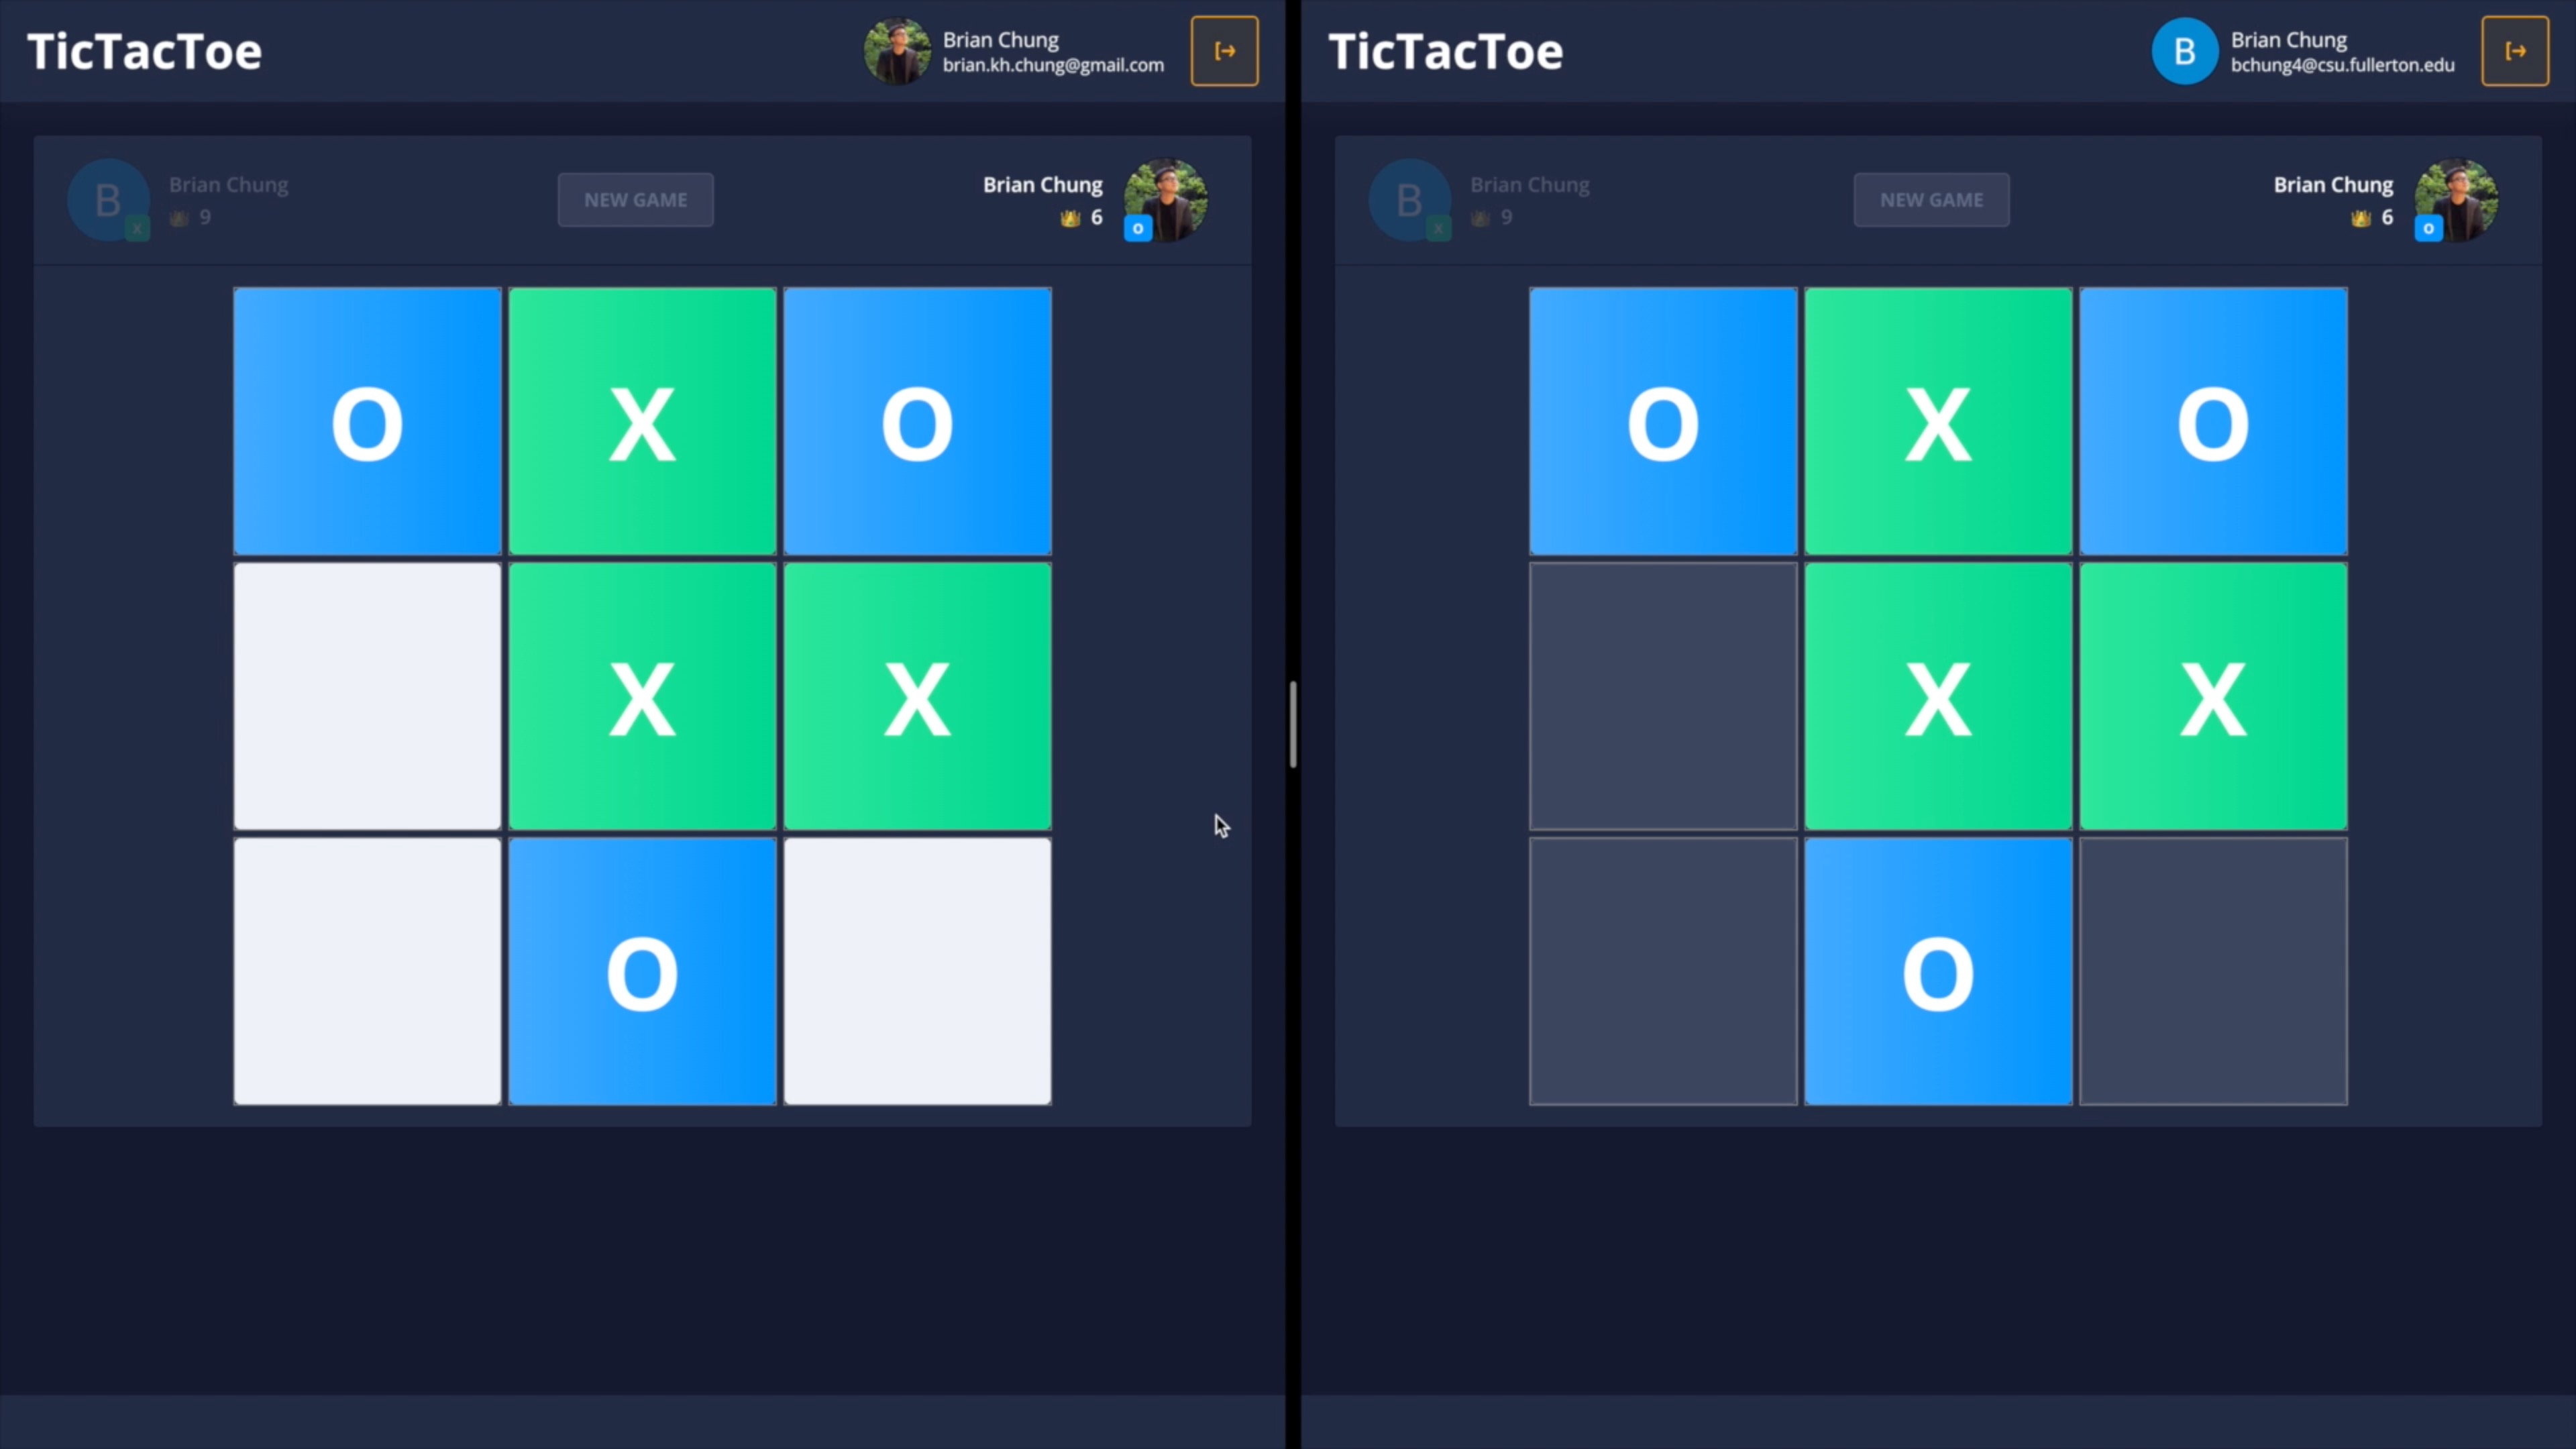 TicTacToe
Brian Chung
brian.kh.chung@gmail.com
B
Brian Chung
X
9
NEW GAME
Brian Chung
6
O
O X O
X X
O
TicTacToe
B
Brian Chung
bchung4@csu.fullerton.edu
B
Brian Chung
X
9
NEW GAME
Brian Chung
6
O
O X O
X X
O